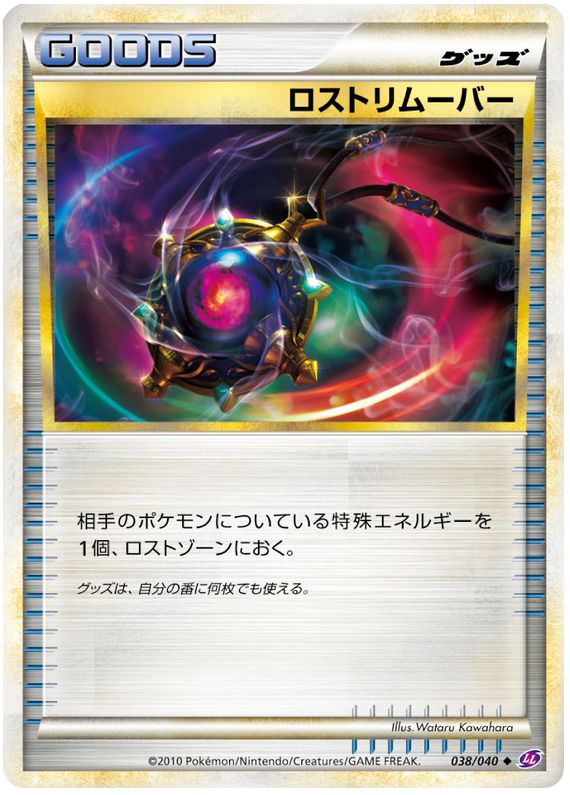 GOODS
グッズ
ロストリムーバー
相手のポケモンについている特殊エネルギーを
1個、ロストゾーンにおく。
グッズは、自分の番に何枚でも使える。
Illus. Wataru Kawahara
©2010 Pokémon/Nintendo/Creatures/GAME FREAK. 038/040 ◆ LL